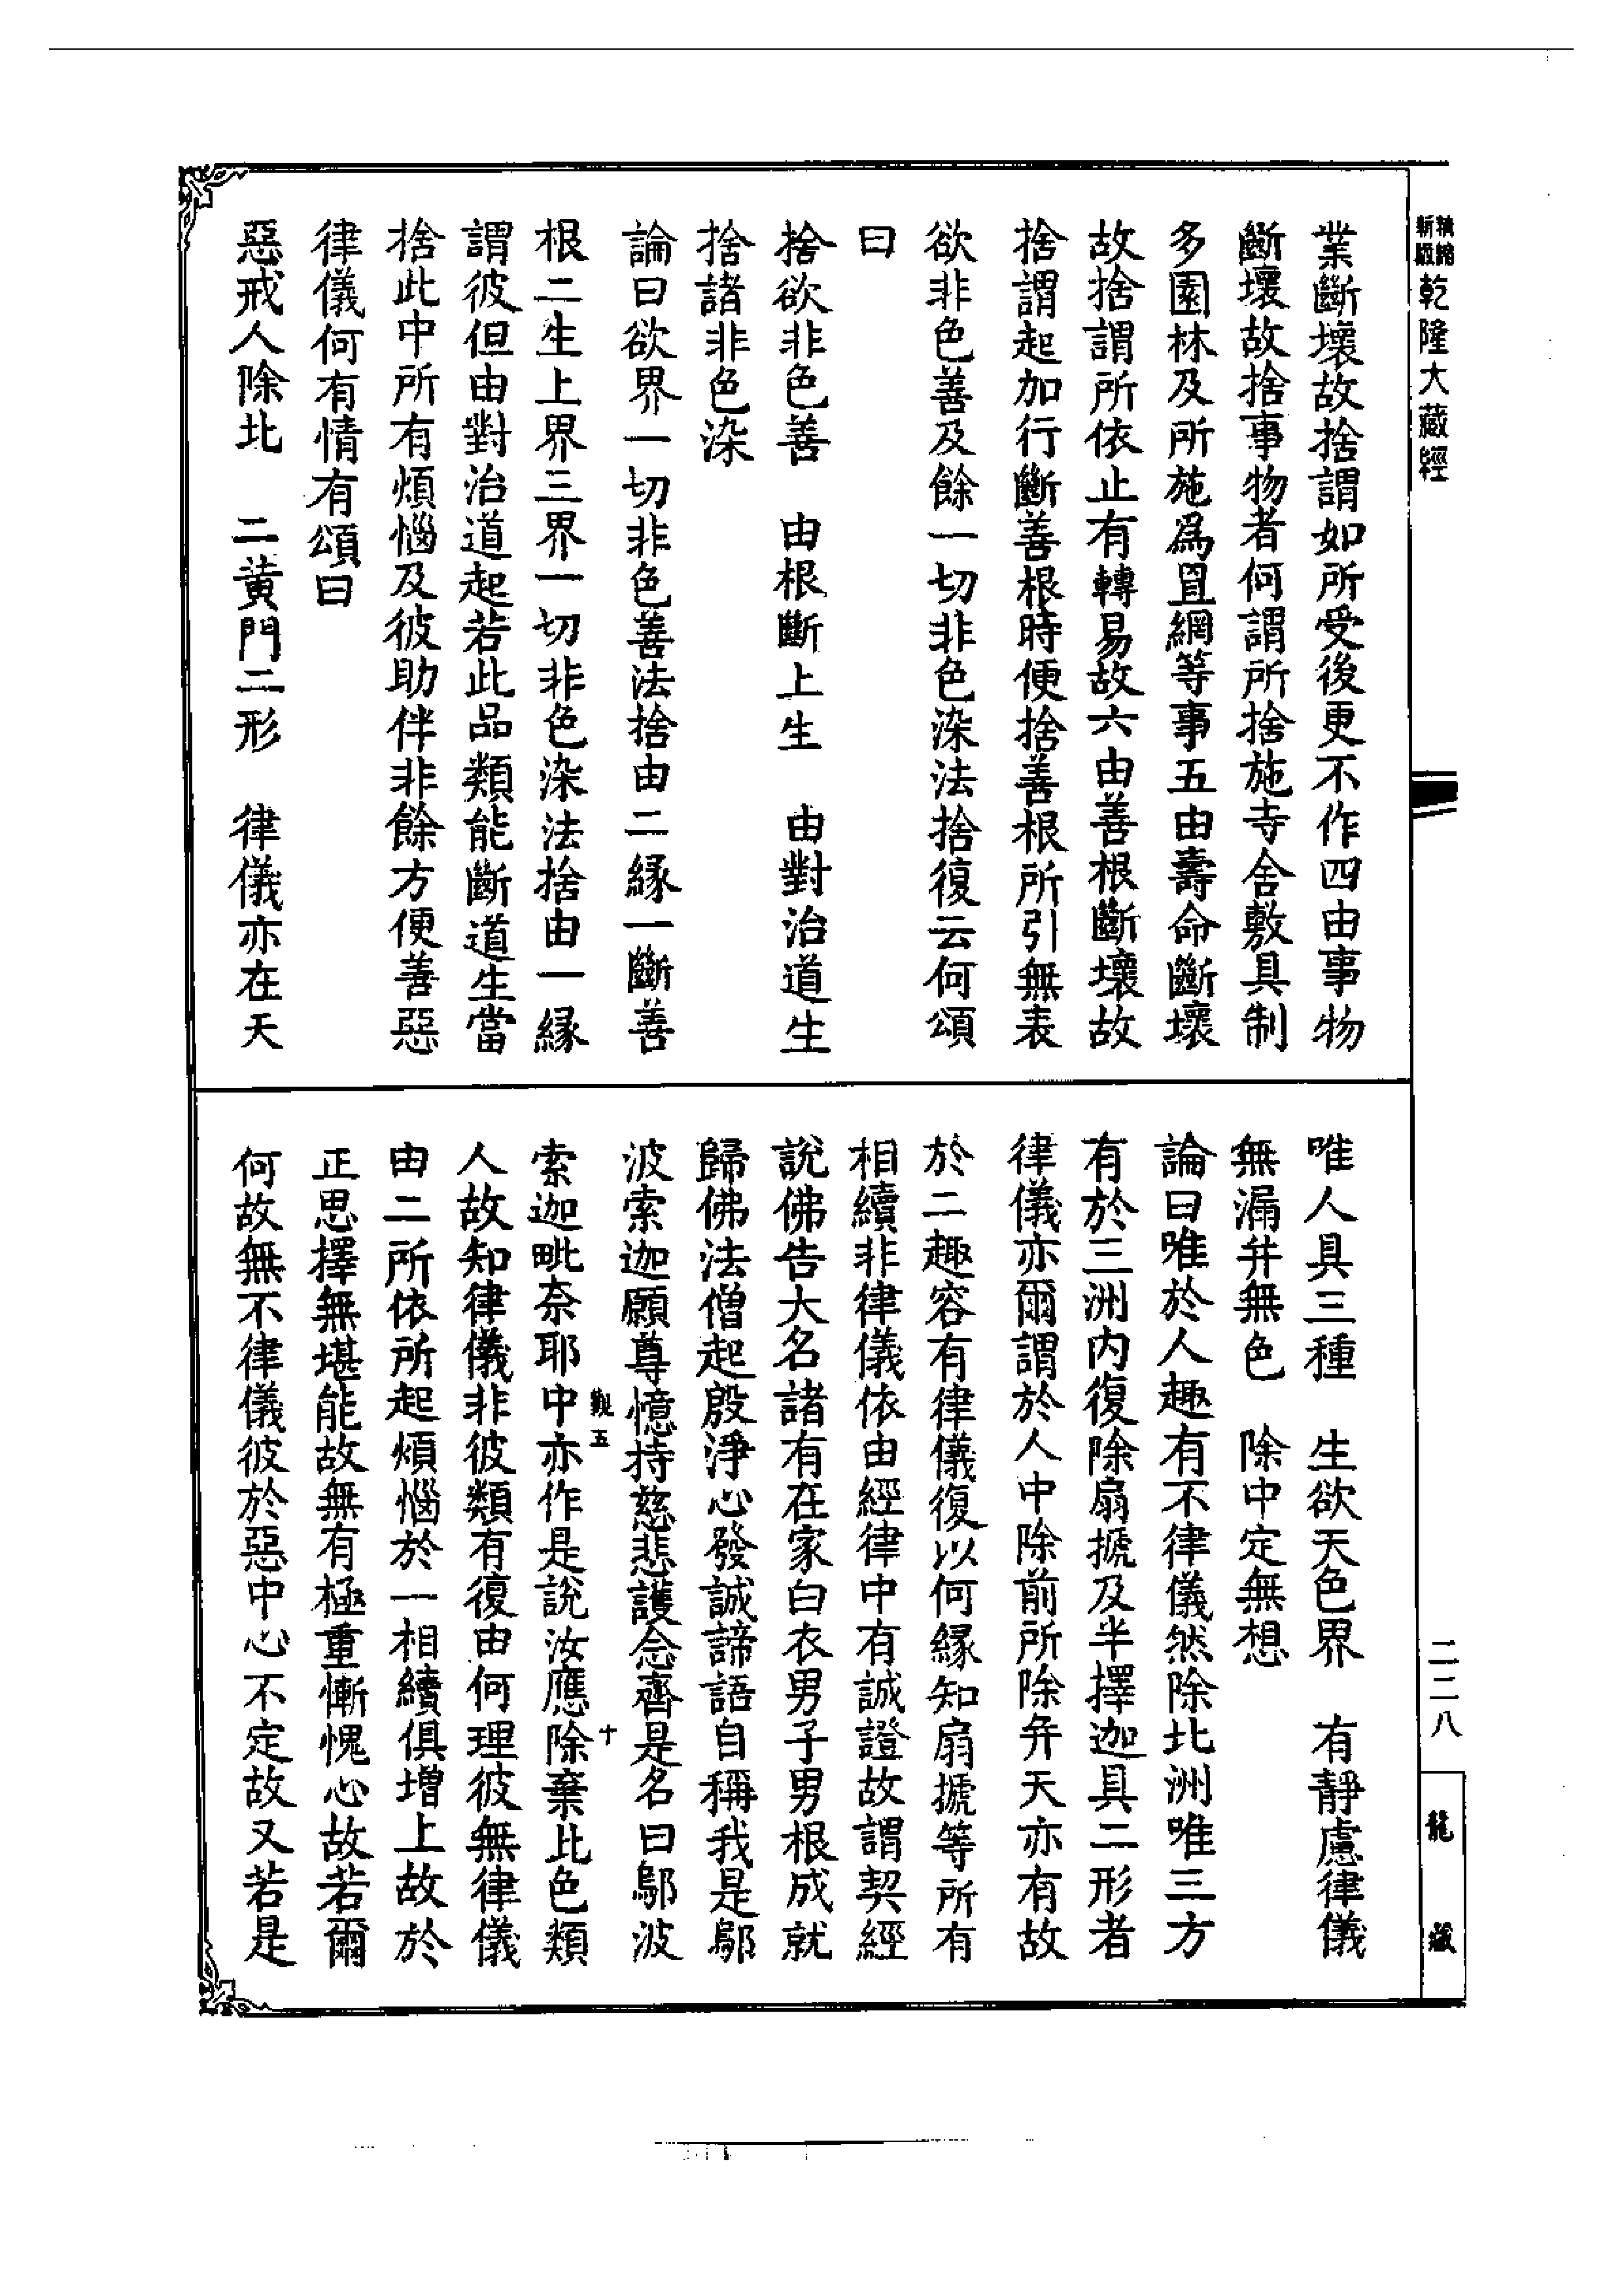 精縮新版乾隆大藏經
二二八
龍藏
業斷壞故捨謂如所受後更不作四由事物
斷壞故捨事物者何謂所捨施寺舍敷具制
多園林及所施爲罝網等事五由壽命斷壞
故捨謂所依止有轉易故六由善根斷壞故
捨謂起加行斷善根時便捨善根所引無表
欲非色善及餘一切非色染法捨復云何頌
曰
捨欲非色善　由根斷上生　由對治道生
捨諸非色染
論曰欲界一切非色善法捨由二緣一斷善
根二生上界三界一切非色染法捨由一緣
謂彼但由對治道起若此品類能斷道生當
捨此中所有煩惱及彼助伴非餘方便善惡
律儀何有情有頌曰
惡戒人除北　二黃門二形　律儀亦在天
唯人具三種　生欲天色界　有靜慮律儀
無漏并無色　除中定無想
論曰唯於人趣有不律儀然除北洲唯三方
有於三洲內復除扇搋及半擇迦具二形者
律儀亦爾謂於人中除前所除并天亦有故
於二趣容有律儀復以何緣知扇搋等所有
相續非律儀依由經律中有誠證故謂契經
說佛告大名諸有在家白衣男子男根成就
歸佛法僧起殷淨心發誠諦語自稱我是鄔
波索迦願尊憶持慈悲護念齊是名曰鄔波
觀五
十
索迦毗奈耶中亦作是說汝應除棄此色類
人故知律儀非彼類有復由何理彼無律儀
由二所依所起煩惱於一相續俱增上故於
正思擇無堪能故無有極重慚愧心故若爾
何故無不律儀彼於惡中心不定故又若是